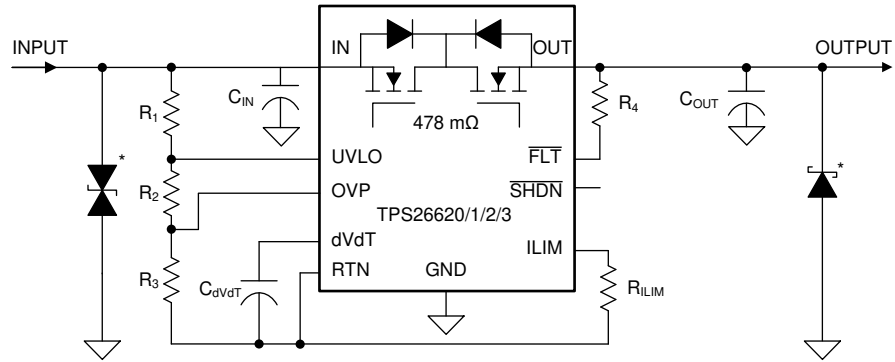 INPUT
IN
OUT
OUTPUT
R1
CIN
478 mΩ
R4
COUT
*
UVLO
FLT
*
R2
OVP
SHDN
TPS26620/1/2/3
dVdT
ILIM
R3
CdVdT
RTN
GND
RILIM